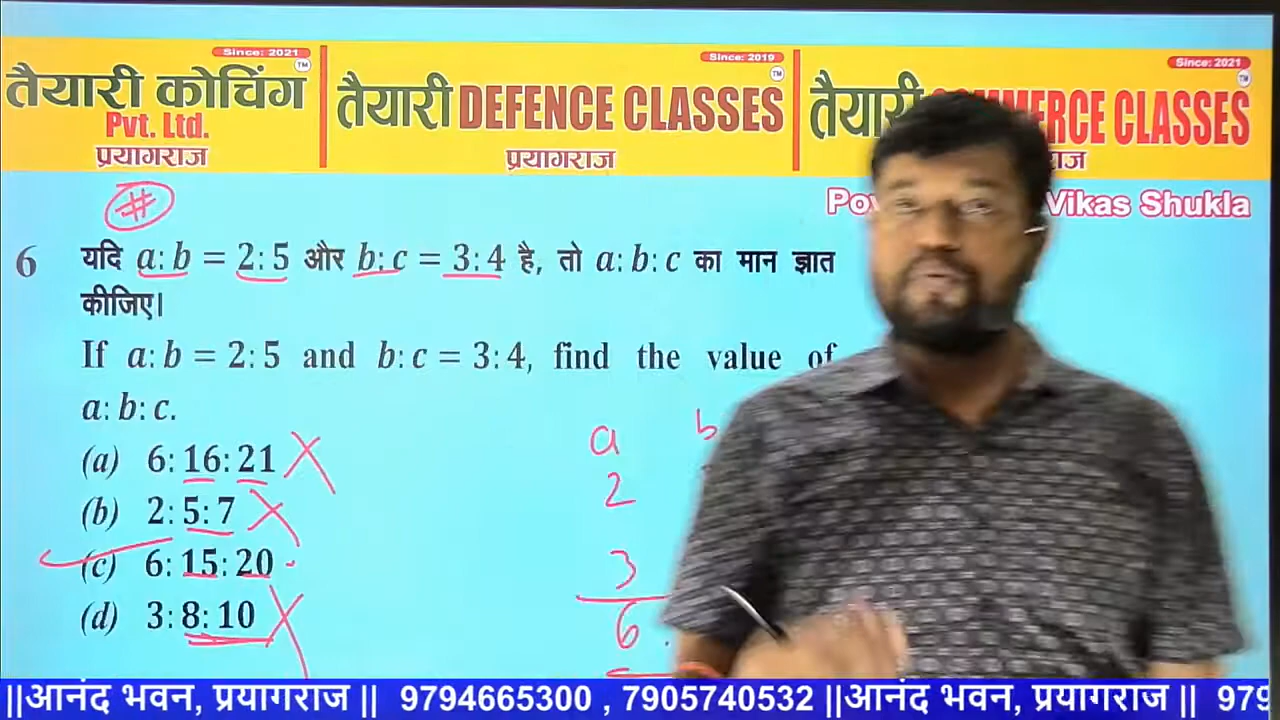 Since: 2021
TM
तैयारी कोचिंग
Pvt. Ltd.
प्रयागराज
Since: 2019
TM
तैयारी DEFENCE CLASSES
प्रयागराज
Since: 2021
TM
CLASSES
Vikas Shukla
#
6 यदि a:b = 2:5 और b:c = 3:4 है, तो a:b:c का मान ज्ञात
कीजिए।
If a:b = 2:5 and b:c = 3:4, find the value of
a:b:c.
(a) 6:16:21
(b) 2:5:7
(c) 6:15:20
(d) 3:8:10
a b
2
3
6
||आनंद भवन, प्रयागराज || 9794665300 , 7905740532 ||आनंद भवन, प्रयागराज ||